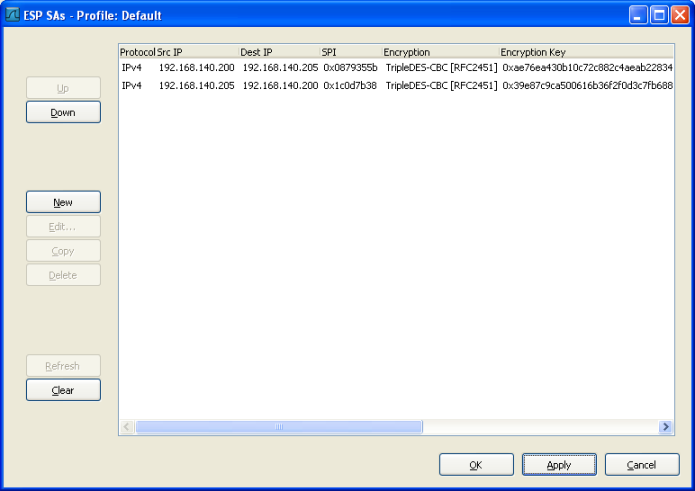 ESP SAs - Profile: Default
Protocol Src IP Dest IP SPI Encryption Encryption Key
IPv4 192.168.140.200 192.168.140.205 0x0879355b TripleDES-CBC [RFC2451] 0xae76ea430b10c72c882c4aeab22834
IPv4 192.168.140.205 192.168.140.200 0x1c0d7b38 TripleDES-CBC [RFC2451] 0x39e87c9ca500616b36f2f0d3c7fb688
Up
Down
New
Edit...
Copy
Delete
Refresh
Clear
OK
Apply
Cancel